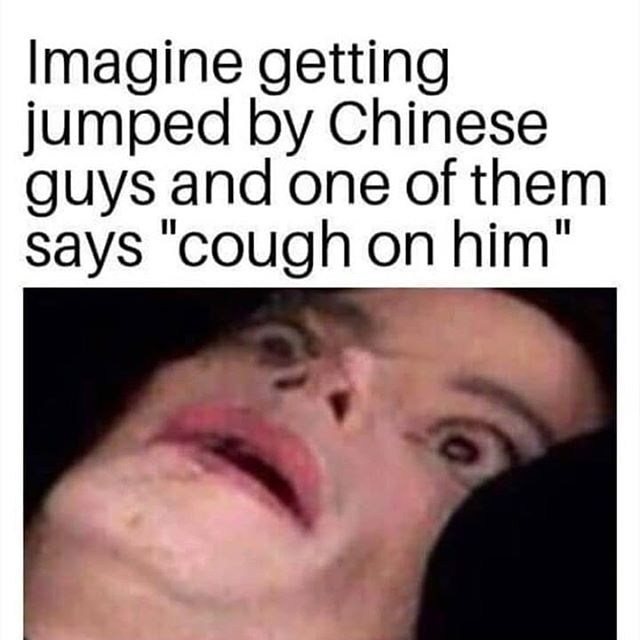 Imagine getting
jumped by Chinese
guys and one of them
says "cough on him"